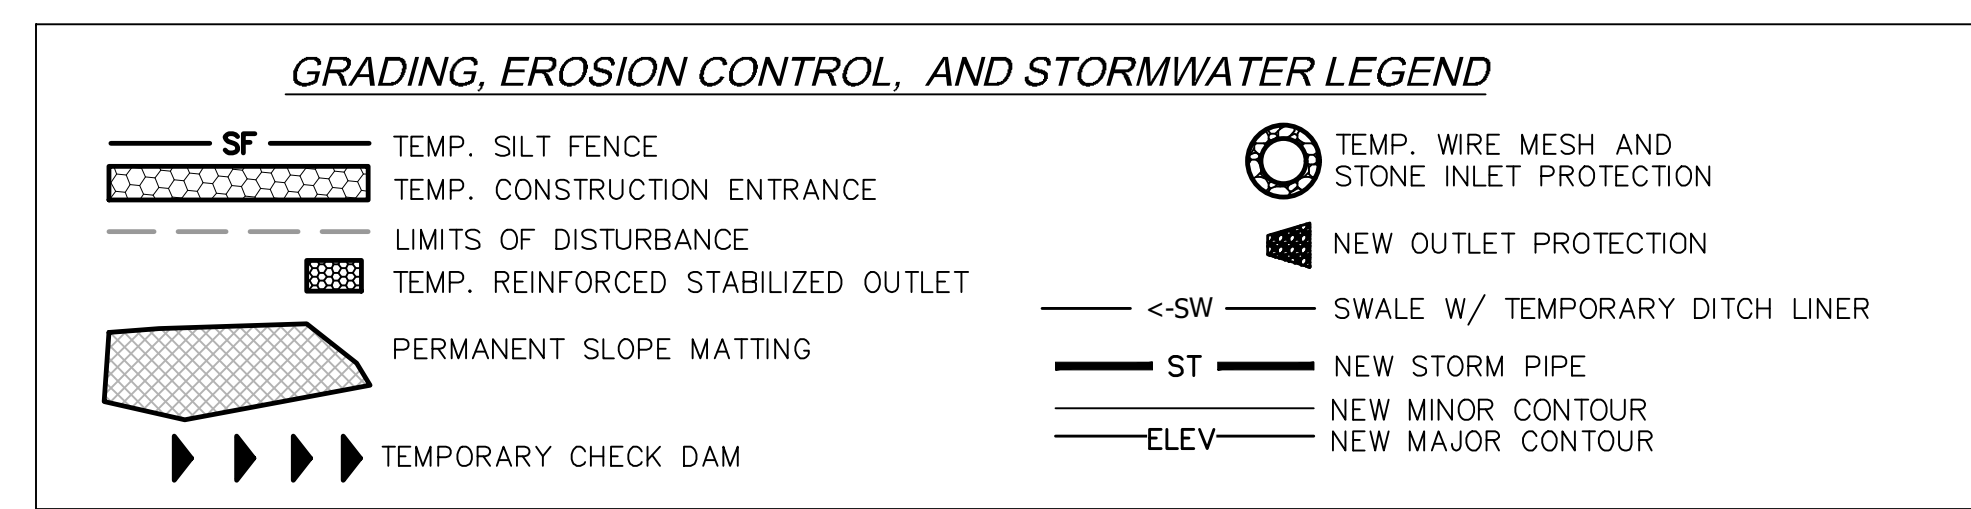 GRADING, EROSION CONTROL, AND STORMWATER LEGEND
SF TEMP. SILT FENCE
TEMP. CONSTRUCTION ENTRANCE
LIMITS OF DISTURBANCE
TEMP. REINFORCED STABILIZED OUTLET
PERMANENT SLOPE MATTING
TEMPORARY CHECK DAM
TEMP. WIRE MESH AND
STONE INLET PROTECTION
NEW OUTLET PROTECTION
<-SW SWALE W/ TEMPORARY DITCH LINER
ST NEW STORM PIPE
NEW MINOR CONTOUR
ELEV NEW MAJOR CONTOUR